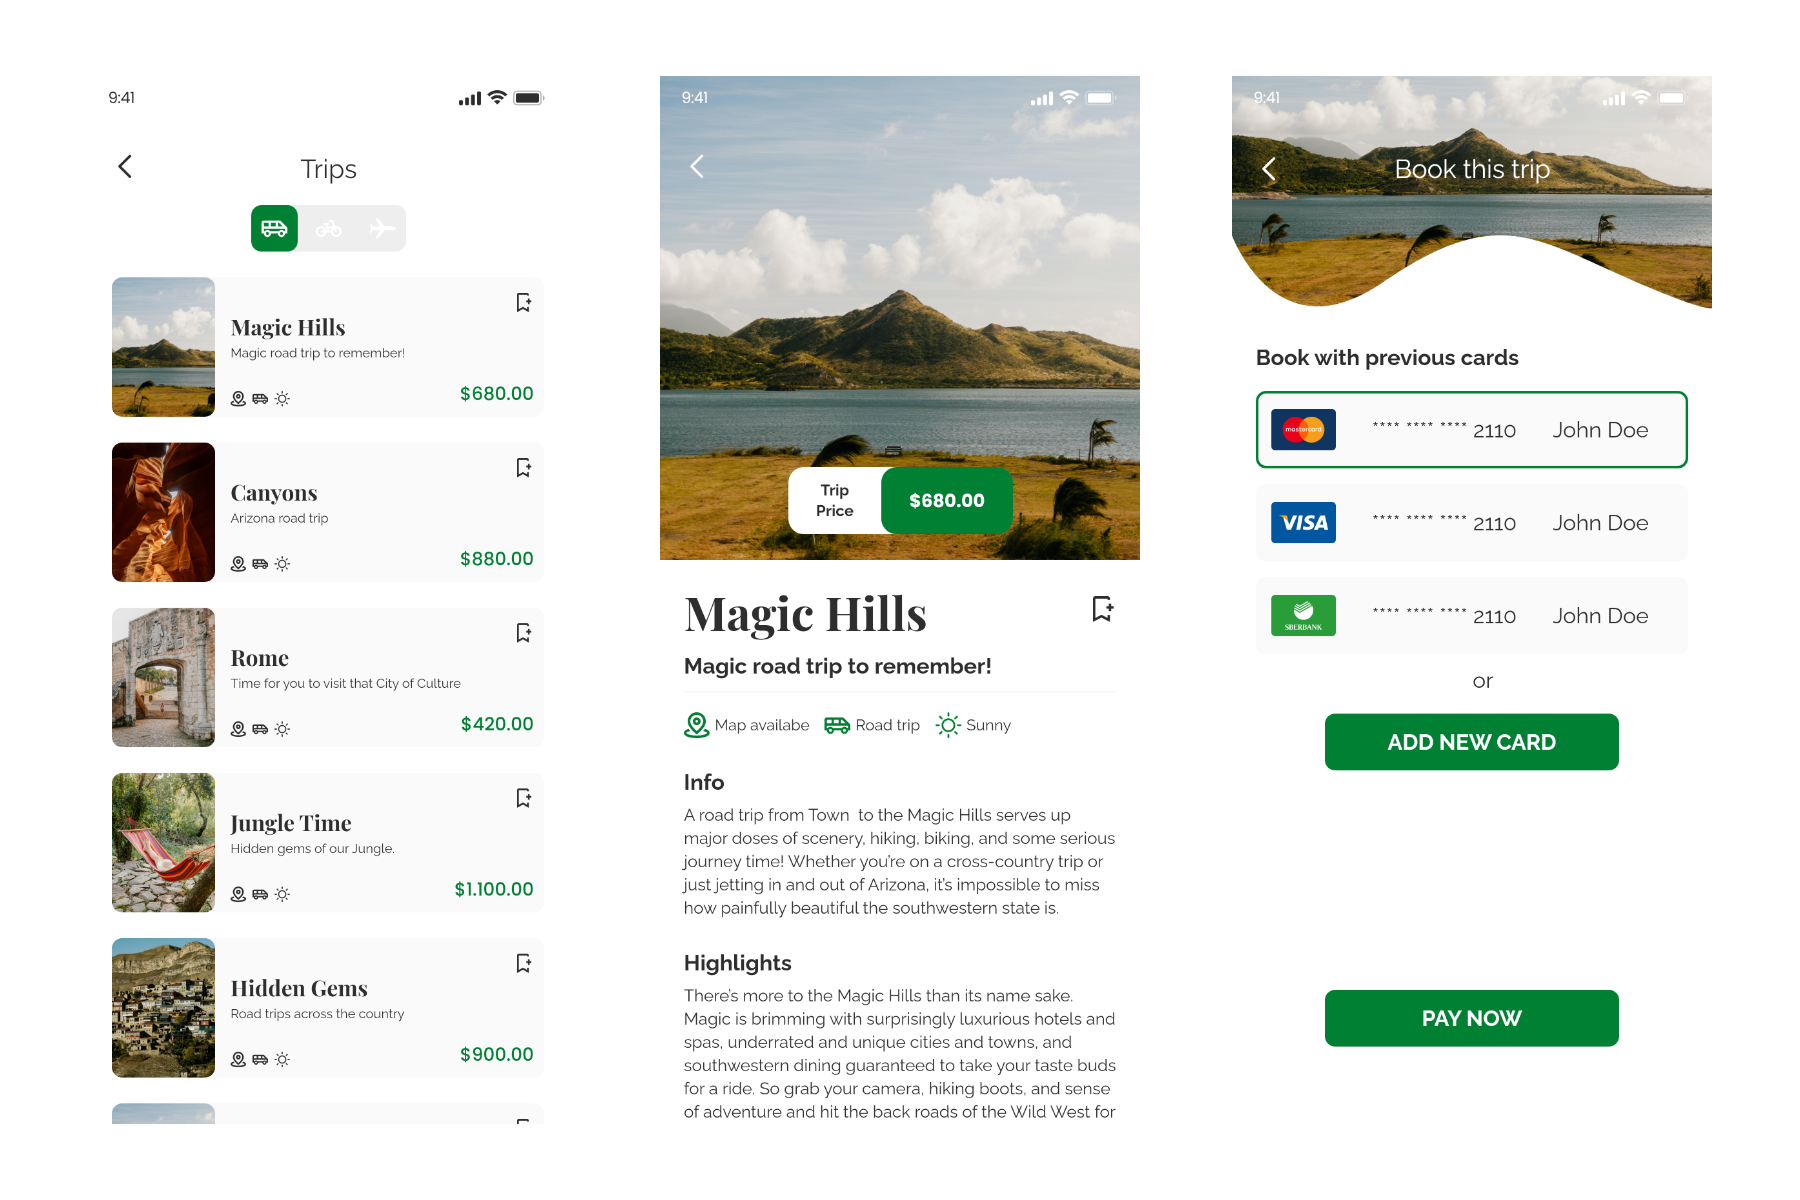 9:41
Trips
Magic Hills
Magic road trip to remember!
$680.00
Canyons
Arizona road trip
$880.00
Rome
Time for you to visit that City of Culture
$420.00
Jungle Time
Hidden gems of our Jungle.
$1.100.00
Hidden Gems
Road trips across the country
$900.00
9:41
Trip
Price
$680.00
Magic Hills
Magic road trip to remember!
Map availabe Road trip Sunny
Info
A road trip from Town  to the Magic Hills serves up
major doses of scenery, hiking, biking, and some serious
journey time! Whether you're on a cross-country trip or
just jetting in and out of Arizona, it's impossible to miss
how painfully beautiful the southwestern state is.
Highlights
There's more to the Magic Hills than its name sake.
Magic is brimming with surprisingly luxurious hotels and
spas, underrated and unique cities and towns, and
southwestern dining guaranteed to take your taste buds
for a ride. So grab your camera, hiking boots, and sense
of adventure and hit the back roads of the Wild West for
9:41
Book this trip
Book with previous cards
mastercard **** **** **** 2110 John Doe
VISA **** **** **** 2110 John Doe
SBERBANK **** **** **** 2110 John Doe
or
ADD NEW CARD
PAY NOW